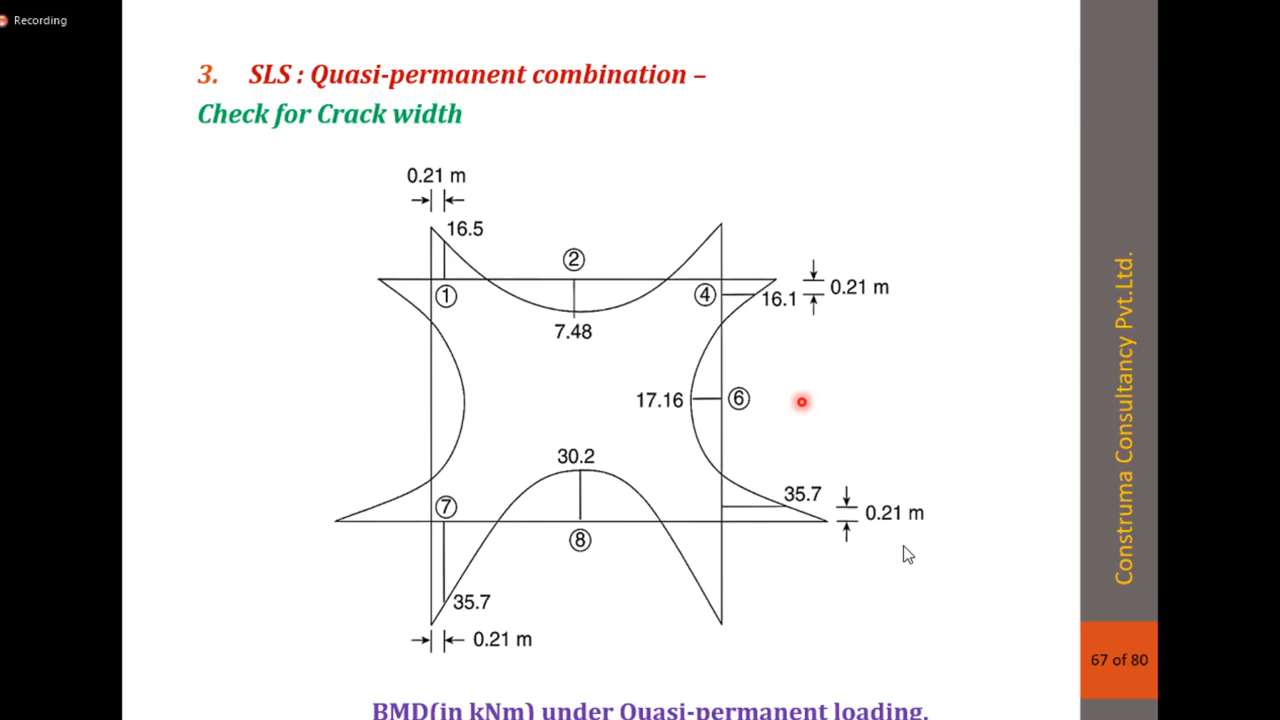 Recording
3. SLS : Quasi-permanent combination –
Check for Crack width
0.21 m
16.5
2
1
4
16.1
0.21 m
7.48
17.16
6
30.2
7
35.7
0.21 m
8
35.7
0.21 m
BMD(in kNm) under Quasi-permanent loading.
Construma Consultancy Pvt.Ltd.
67 of 80